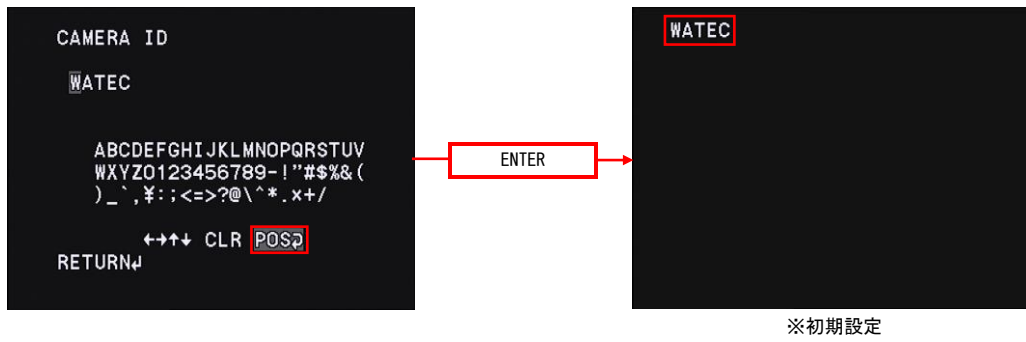 CAMERA ID
WATEC
ABCDEFGHIJKLMNOPQRSTUV
WXYZ0123456789-!"#$%&(
)_`,¥:;<=>?@\^*.x+/
←→↑↓ CLR POS⮌
RETURN↲
ENTER
WATEC
※初期設定